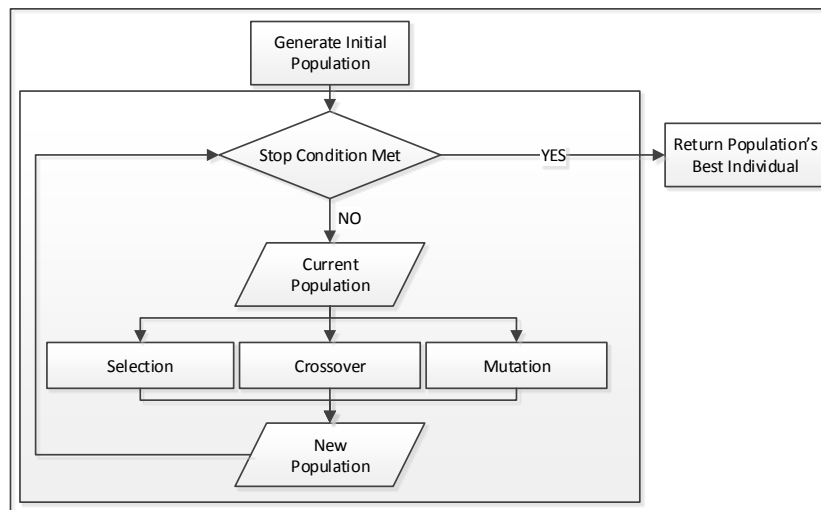 Generate Initial
Population
Stop Condition Met
YES
Return Population's
Best Individual
NO
Current
Population
Selection
Crossover
Mutation
New
Population